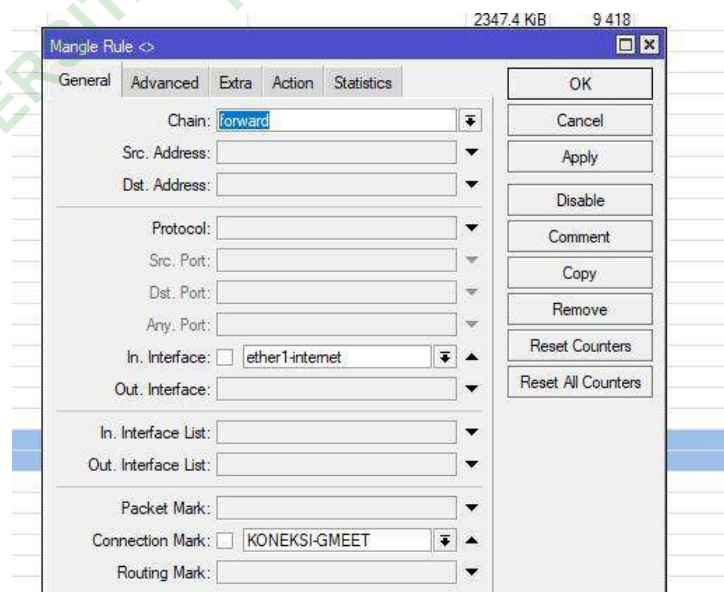 2347.4 KiB 9 418
Mangle Rule <>
General Advanced Extra Action Statistics
OK
Chain: forward
Cancel
Src. Address:
Apply
Dst. Address:
Disable
Protocol:
Comment
Src. Port:
Copy
Dst. Port:
Remove
Any. Port:
Reset Counters
In. Interface: ether1-internet
Reset All Counters
Out. Interface:
In. Interface List:
Out. Interface List:
Packet Mark:
Connection Mark: KONEKSI-GMEET
Routing Mark: